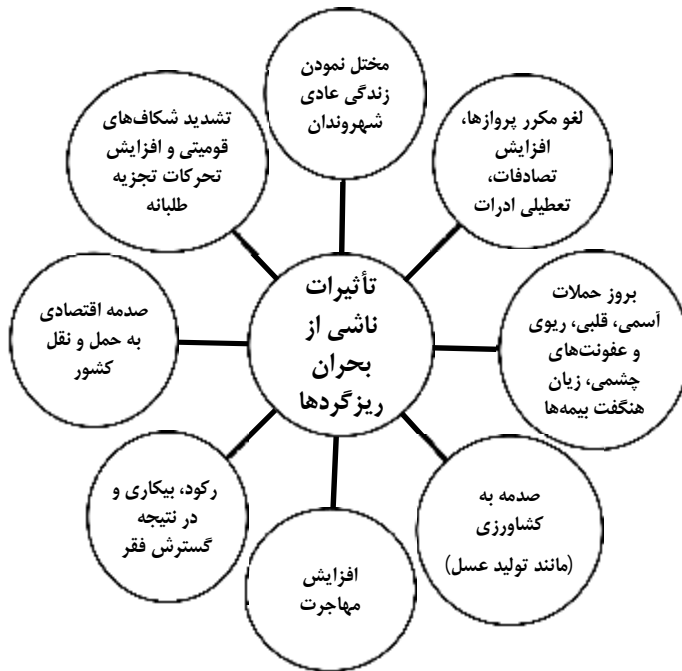 مختل نمودن
زندگی عادی
شهروندان
لغو مکرر پروازها،
افزایش
تصادفات،
تعطیلی ادرات
بروز حملات
آسمی، قلبی، ریوی
و عفونت‌های
چشمی، زیان
هنگفت بیمه‌ها
صدمه به
کشاورزی
(مانند تولید عسل)
افزایش
مهاجرت
رکود، بیکاری و
در نتیجه
گسترش فقر
صدمه اقتصادی
به حمل و نقل
کشور
تشدید شکاف‌های
قومیتی و افزایش
تحرکات تجزیه
طلبانه
تأثیرات
ناشی از
بحران
ریزگردها